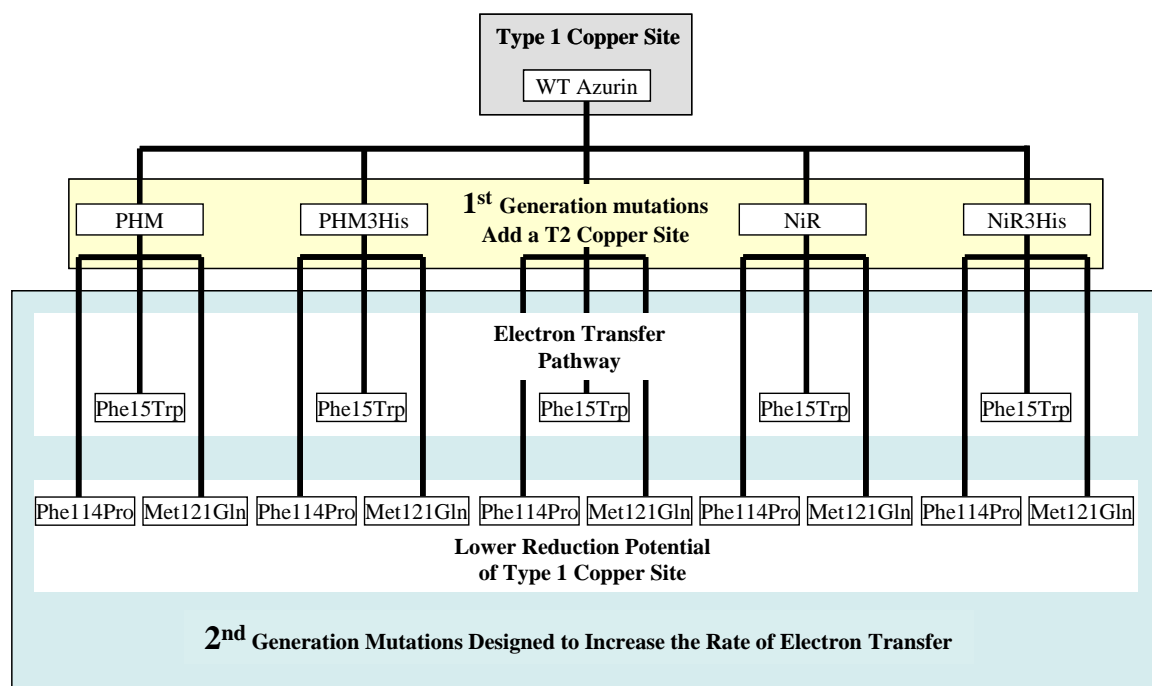 Type 1 Copper Site
WT Azurin
1st Generation mutations
Add a T2 Copper Site
PHM
PHM3His
NiR
NiR3His
Electron Transfer
Pathway
Phe15Trp
Phe15Trp
Phe15Trp
Phe15Trp
Phe15Trp
Phe114Pro
Met121Gln
Phe114Pro
Met121Gln
Phe114Pro
Met121Gln
Phe114Pro
Met121Gln
Phe114Pro
Met121Gln
Lower Reduction Potential
of Type 1 Copper Site
2nd Generation Mutations Designed to Increase the Rate of Electron Transfer